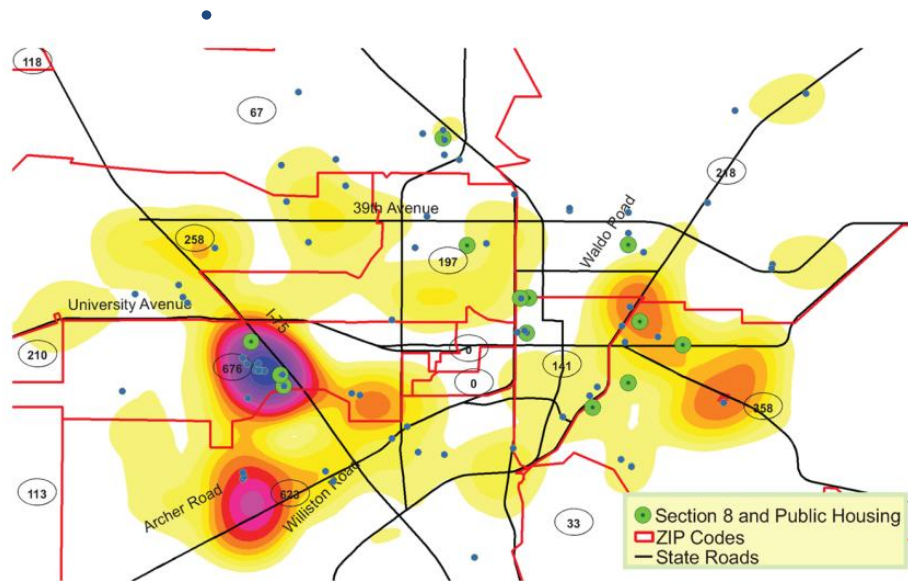 118
67
218
39th Avenue
Waldo Road
258
197
University Avenue
I-75
210
676
0
141
0
358
Archer Road
623
Williston Road
113
33
Section 8 and Public Housing
ZIP Codes
State Roads